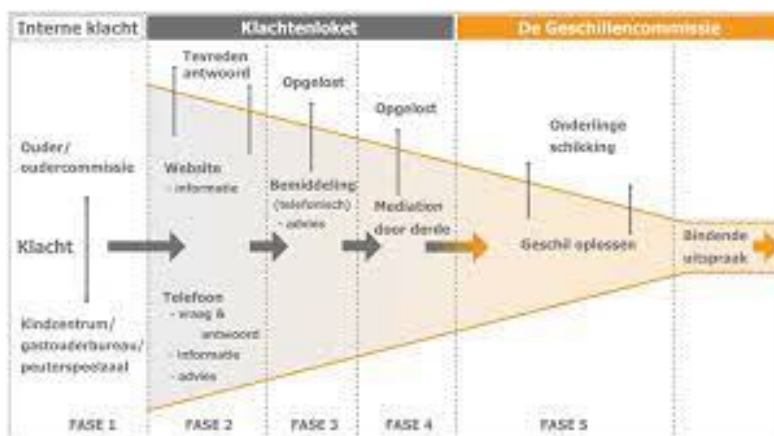 Interne klacht
Klachtenloket
De Geschillencommissie
Ouder/
oudercommissie
Klacht
Kindcentrum/
gastouderbureau/
peuterspeelzaal
FASE 1
Tevreden
antwoord
Website
- informatie
Telefoon
- vraag &
antwoord
- informatie
- advies
FASE 2
Opgelost
Bemiddeling
(telefonisch)
- advies
FASE 3
Opgelost
Mediation
door derde
FASE 4
Onderlinge
schikking
Geschil oplossen
FASE 5
Bindende
uitspraak